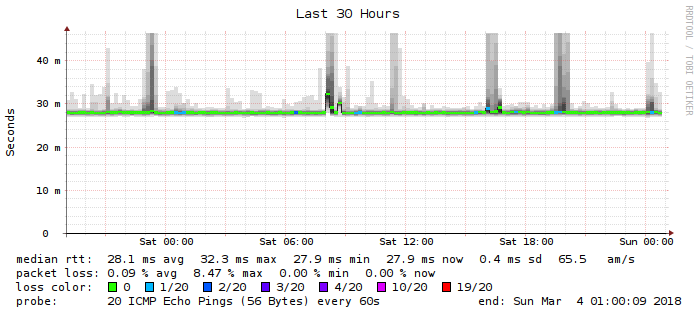 Last 30 Hours
RRDTOOL / TOBI OETIKER
Seconds
40 m
30 m
20 m
10 m
0
Sat 00:00 Sat 06:00 Sat 12:00 Sat 18:00 Sun 00:00
median rtt: 28.1 ms avg 32.3 ms max 27.9 ms min 27.9 ms now 0.4 ms sd 65.5 am/s
packet loss: 0.09 % avg 8.47 % max 0.00 % min 0.00 % now
loss color: 0 1/20 2/20 3/20 4/20 10/20 19/20
probe: 20 ICMP Echo Pings (56 Bytes) every 60s end: Sun Mar 4 01:00:09 2018